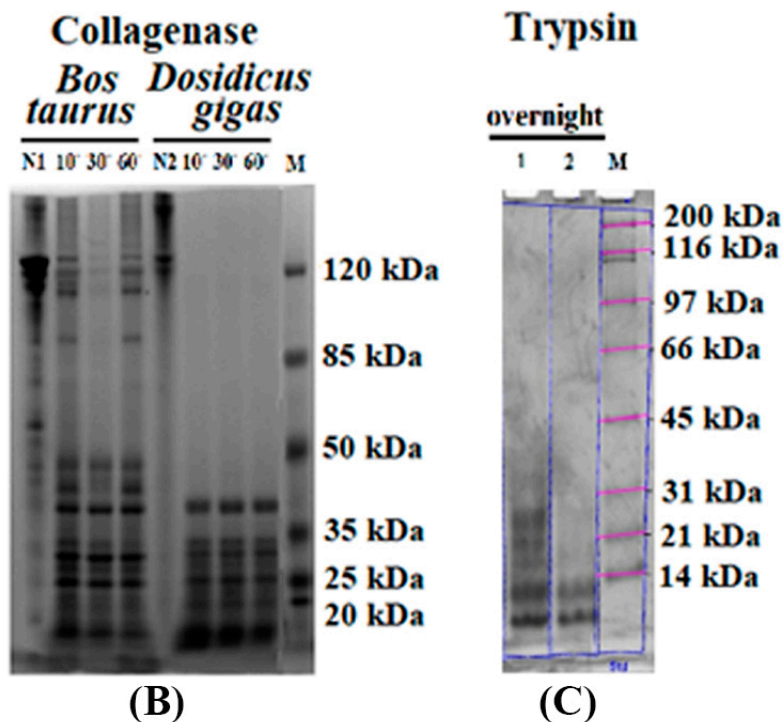 Collagenase
Bos taurus
Dosidicus gigas
N1 10' 30' 60' N2 10' 30' 60' M
120 kDa
85 kDa
50 kDa
35 kDa
25 kDa
20 kDa
(B)
Trypsin
overnight
1 2 M
200 kDa
116 kDa
97 kDa
66 kDa
45 kDa
31 kDa
21 kDa
14 kDa
Std
(C)